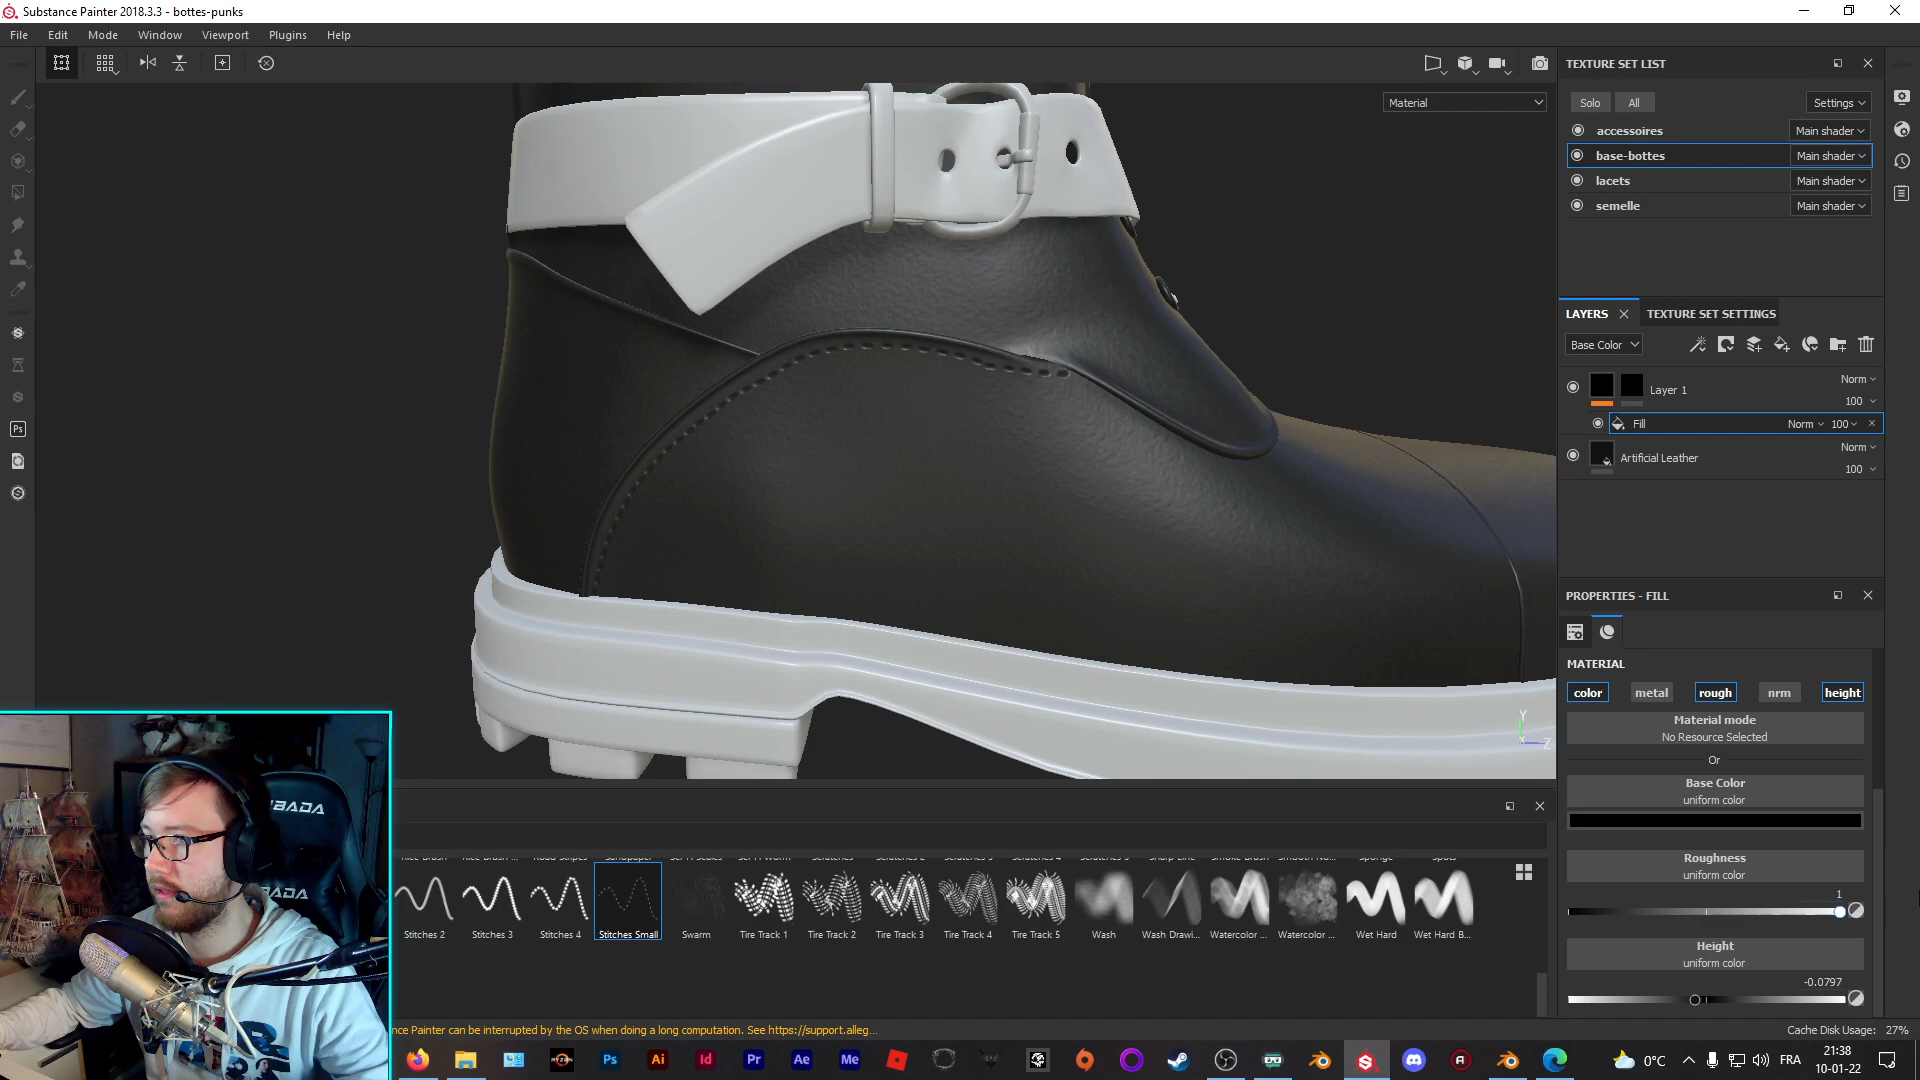 Substance Painter 2018.3.3 - bottes-punks
File Edit Mode Window Viewport Plugins Help
TEXTURE SET LIST
Material
Solo All Settings
accessoires Main shader
base-bottes Main shader
lacets Main shader
semelle Main shader
LAYERS TEXTURE SET SETTINGS
Base Color
Norm
Layer 1
100
Fill Norm 100
Norm
Artificial Leather
100
Ps
PROPERTIES - FILL
MATERIAL
color metal rough nrm height
Material mode
No Resource Selected
Or
Base Color
uniform color
Roughness
uniform color
1
Height
uniform color
-0.0797
Y
Z
Stitches 2 Stitches 3 Stitches 4 Stitches Small Swarm Tire Track 1 Tire Track 2 Tire Track 3 Tire Track 4 Tire Track 5 Wash Wash Drawi... Watercolor ... Watercolor ... Wet Hard Wet Hard B...
nce Painter can be interrupted by the OS when doing a long computation. See https://support.alleg...
Cache Disk Usage: 27%
RYZEN Ps Ai Id Pr Ae Me
0°C FRA
21:38
10-01-22